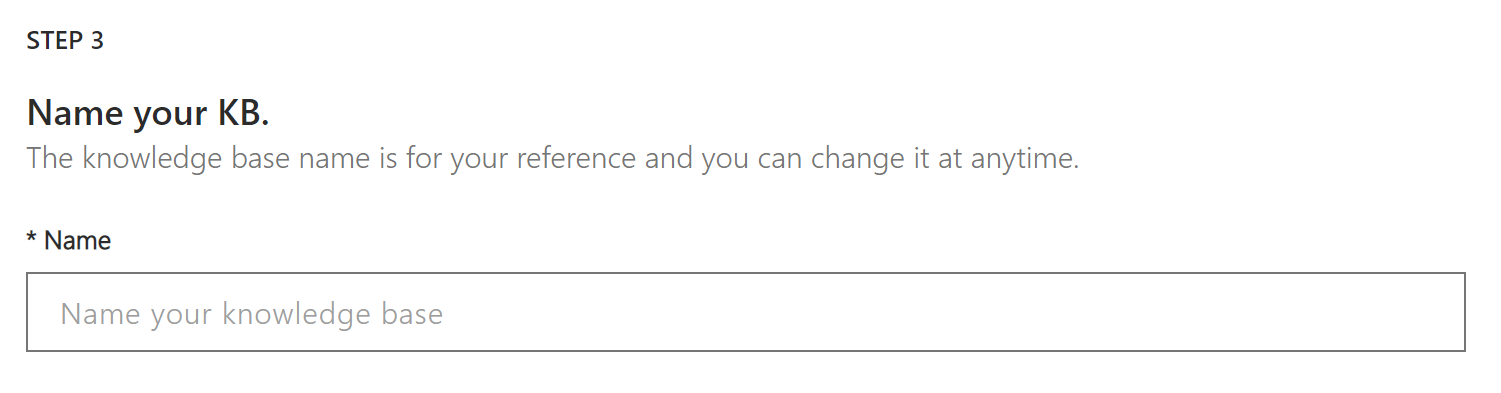 STEP 3
Name your KB.
The knowledge base name is for your reference and you can change it at anytime.
* Name
Name your knowledge base